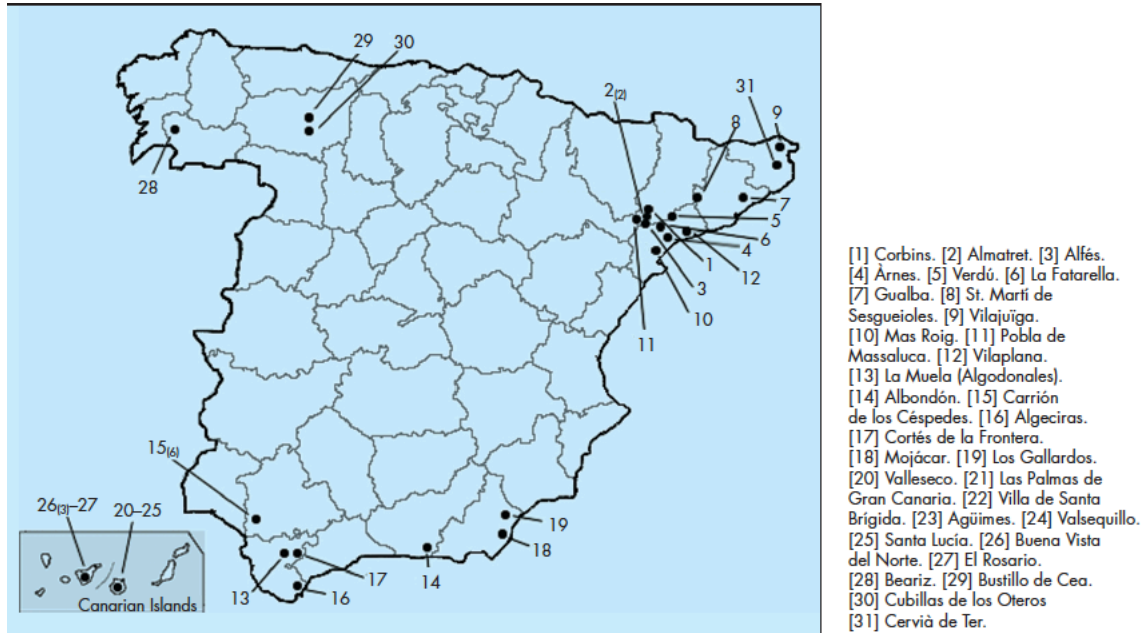 29
30
2(2)
31
9
8
28
7
5
6
4
1
12
3
10
11
15(6)
26(3)–27
20–25
19
18
17
14
13
16
Canarian Islands
[1] Corbins. [2] Almatret. [3] Alfés.
[4] Àrnes. [5] Verdú. [6] La Fatarella.
[7] Gualba. [8] St. Martí de
Sesgueioles. [9] Vilajuïga.
[10] Mas Roig. [11] Pobla de
Massaluca. [12] Vilaplana.
[13] La Muela (Algodonales).
[14] Albondón. [15] Carrión
de los Céspedes. [16] Algeciras.
[17] Cortés de la Frontera.
[18] Mojácar. [19] Los Gallardos.
[20] Valleseco. [21] Las Palmas de
Gran Canaria. [22] Villa de Santa
Brígida. [23] Agüimes. [24] Valsequillo.
[25] Santa Lucía. [26] Buena Vista
del Norte. [27] El Rosario.
[28] Beariz. [29] Bustillo de Cea.
[30] Cubillas de los Oteros
[31] Cervià de Ter.